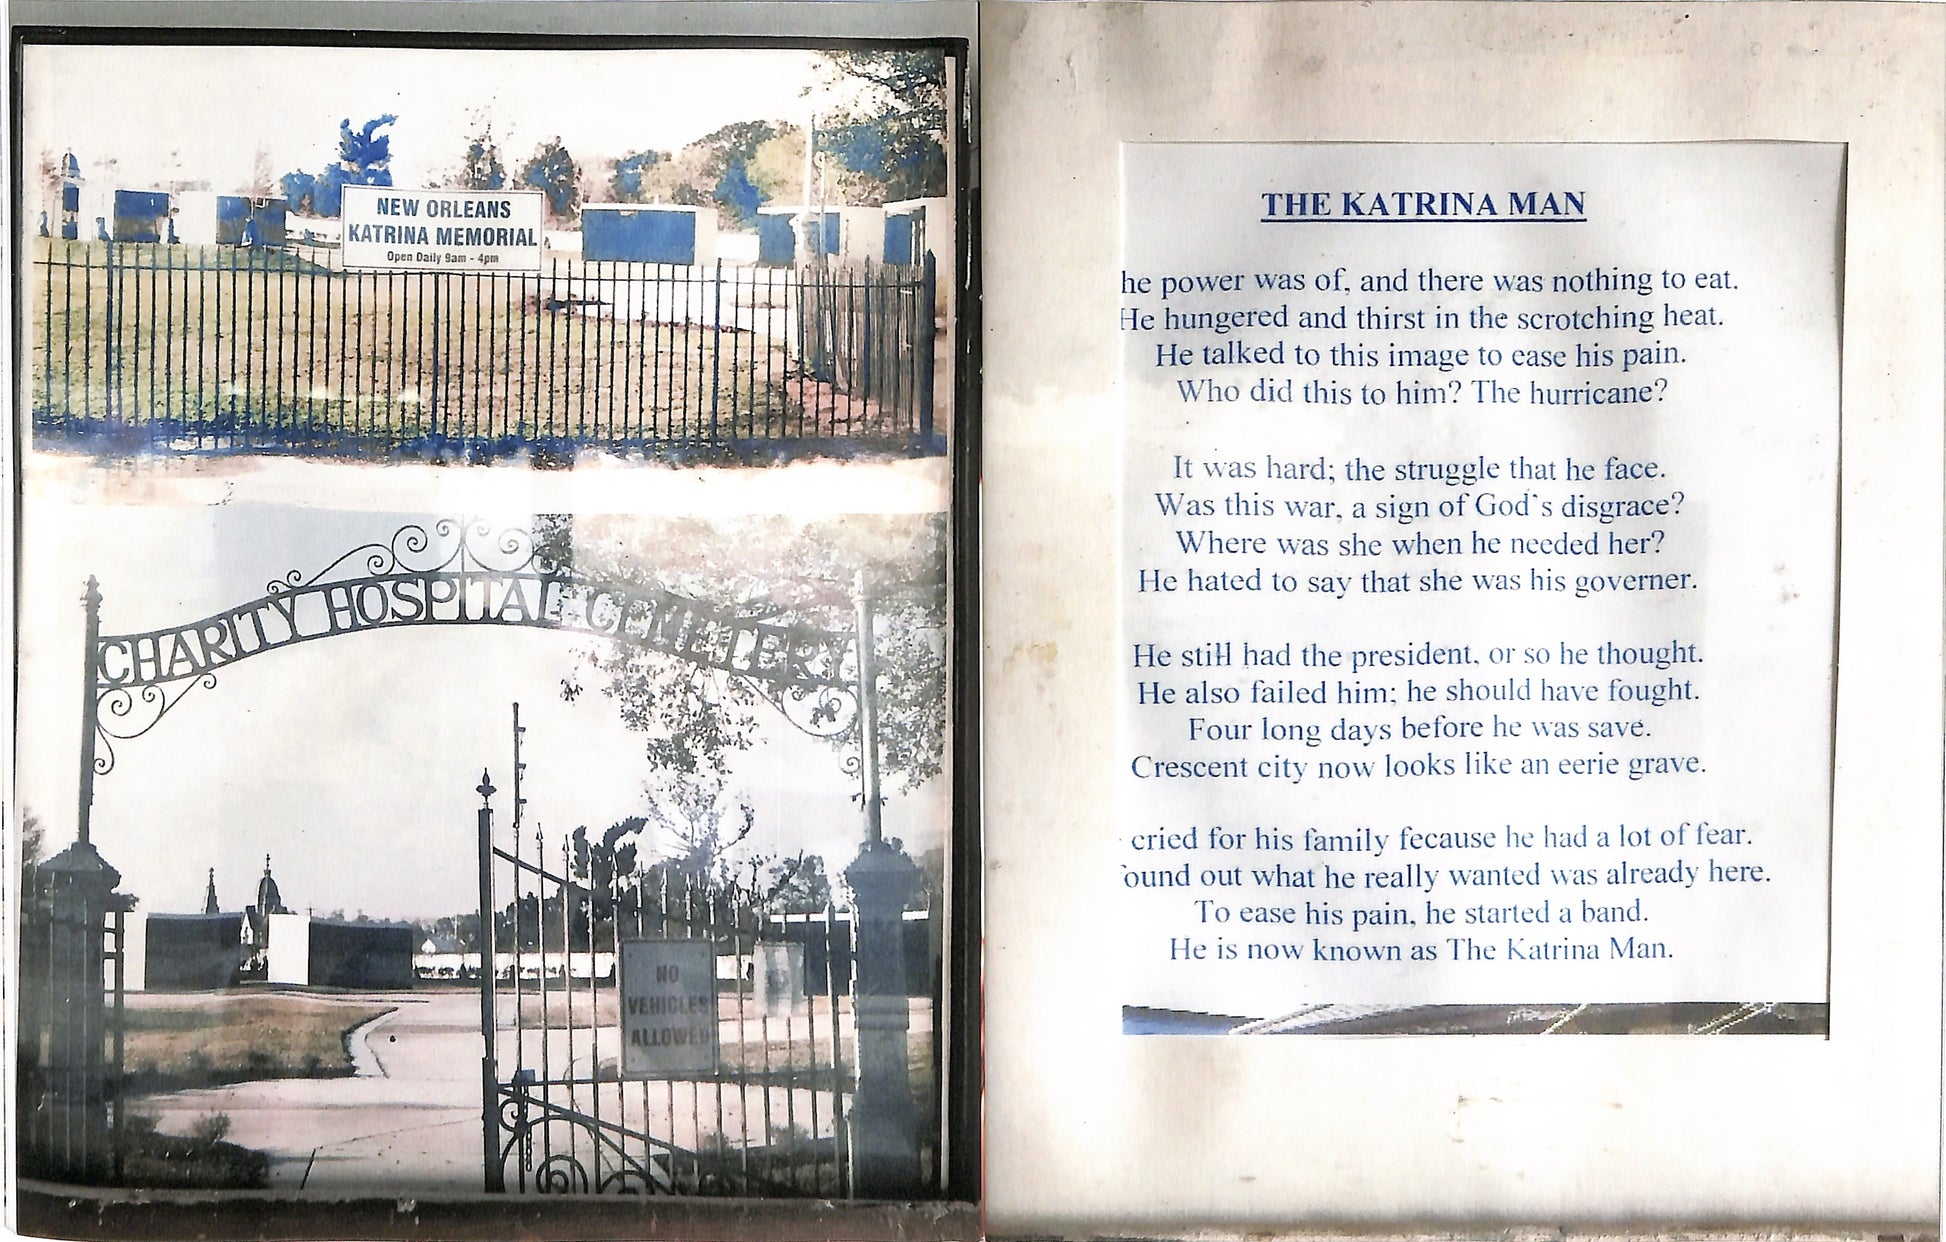 NEW ORLEANS
KATRINA MEMORIAL
Open Daily 9am - 4pm
CHARITY HOSPITAL CEMETERY
NO
VEHICLES
ALLOWED
THE KATRINA MAN
he power was of, and there was nothing to eat.
He hungered and thirst in the scrotching heat.
He talked to this image to ease his pain.
Who did this to him? The hurricane?
It was hard; the struggle that he face.
Was this war, a sign of God's disgrace?
Where was she when he needed her?
He hated to say that she was his governer.
He still had the president, or so he thought.
He also failed him; he should have fought.
Four long days before he was save.
Crescent city now looks like an eerie grave.
cried for his family fecause he had a lot of fear.
ound out what he really wanted was already here.
To ease his pain, he started a band.
He is now known as The Katrina Man.